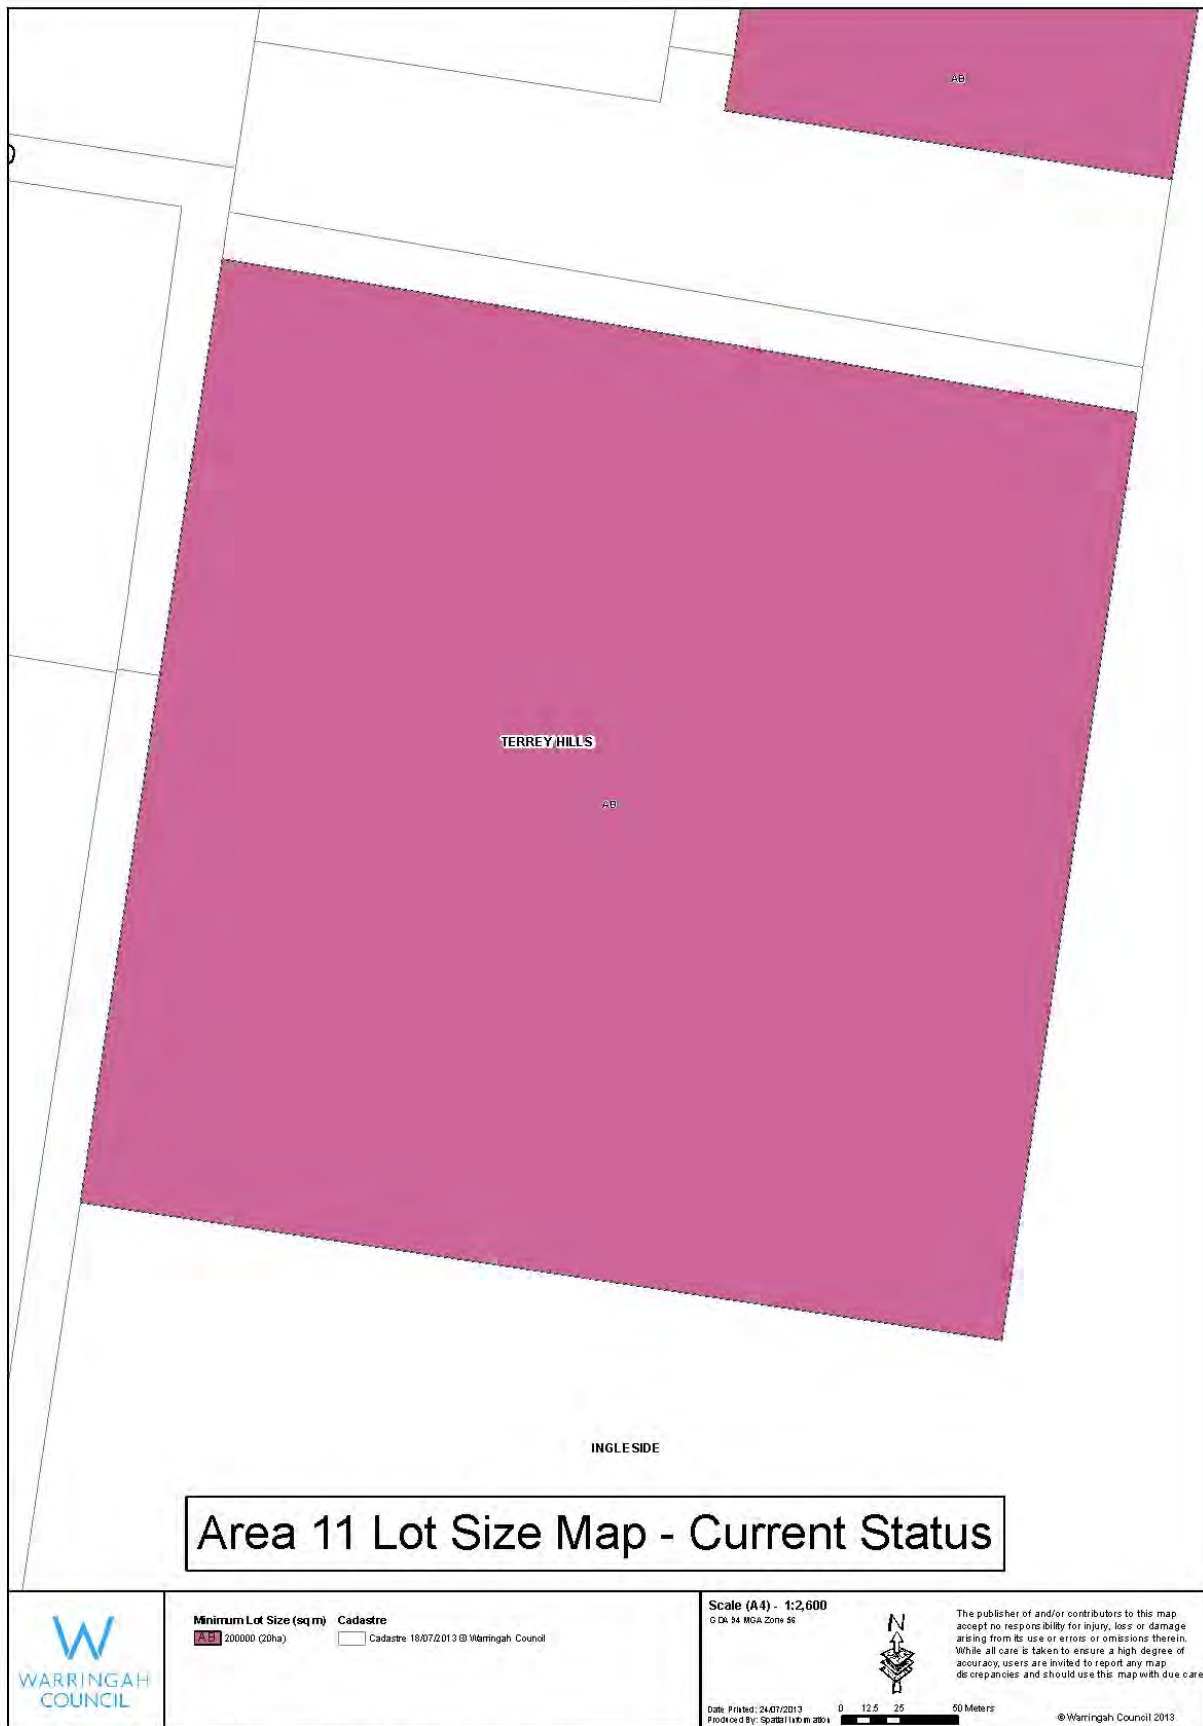 AB
TERREY HILLS
AB
INGLESIDE
Area 11 Lot Size Map - Current Status
WARRINGAH
COUNCIL
Minimum Lot Size (sq m)
AB 200000 (20ha)
Cadastre
Cadastre 18/07/2013 © Warringah Council
Scale (A4) - 1:2,600
GDA 94 MGA Zone 56
N
Date Printed: 24/07/2013
Produced By: Spatial Information
0 12.5 25 50 Meters
The publisher of and/or contributors to this map
accept no responsibility for injury, loss or damage
arising from its use or errors or omissions therein.
While all care is taken to ensure a high degree of
accuracy, users are invited to report any map
discrepancies and should use this map with due care
© Warringah Council 2013